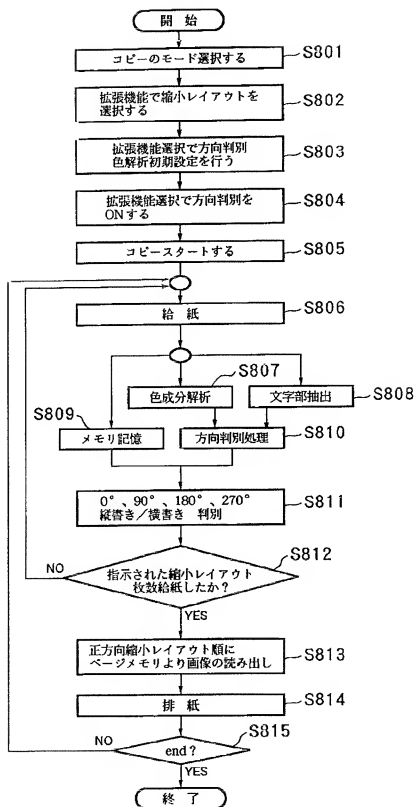 開 始
コピーのモード選択する
S801
拡張機能で縮小レイアウトを
選択する
S802
拡張機能選択で方向判別
色解析初期設定を行う
S803
拡張機能選択で方向判別を
ONする
S804
コピースタートする
S805
給 紙
S806
S807
色成分解析
文字部抽出
S808
S809
メモリ記憶
方向判別処理
S810
0°、90°、180°、270°
縦書き/横書き 判別
S811
S812
NO
指示された縮小レイアウト
枚数給紙したか?
YES
正方向縮小レイアウト順に
ページメモリより画像の読み出し
S813
排 紙
S814
NO
end?
S815
YES
終 了